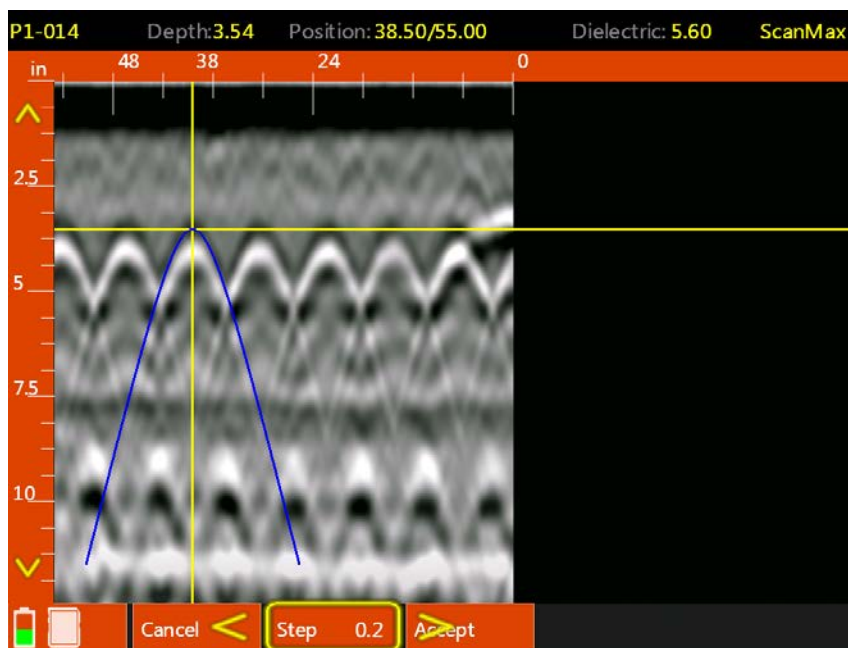 P1-014 Depth:3.54 Position: 38.50/55.00 Dielectric: 5.60 ScanMax
in 48 38 24 0
2.5
5
7.5
10
Cancel Step 0.2 Accept